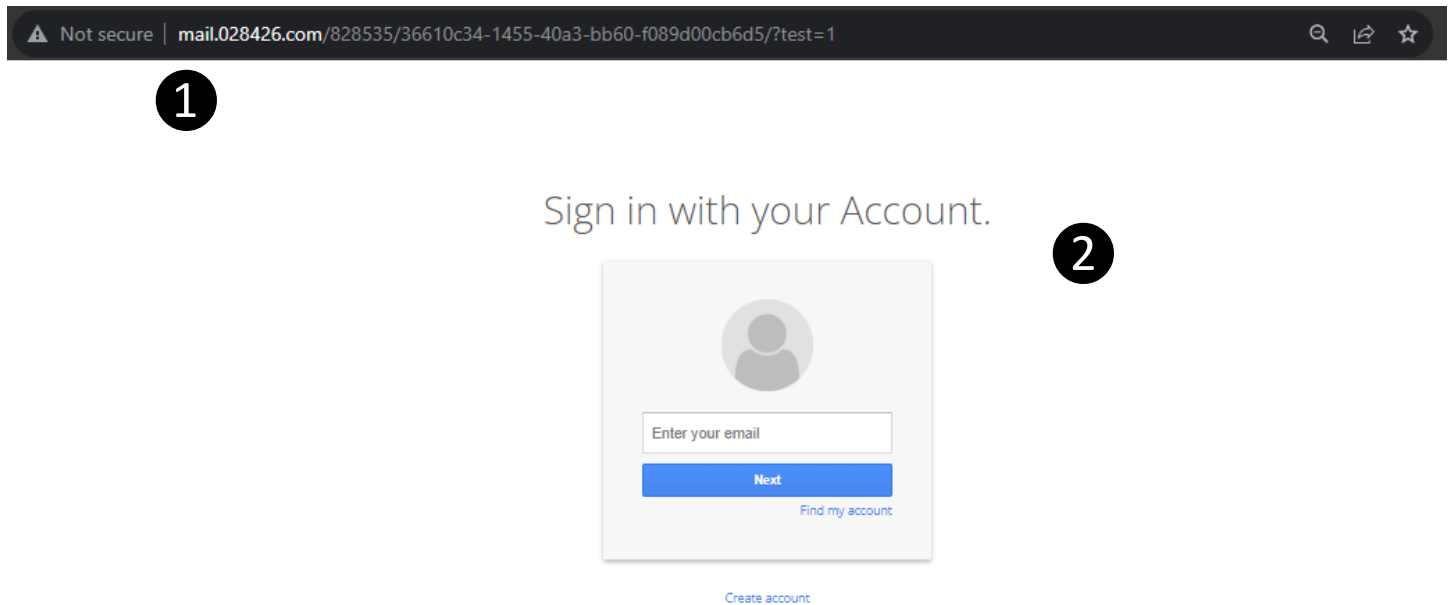 Not secure | mail.028426.com/828535/36610c34-1455-40a3-bb60-f089d00cb6d5/?test=1
1
Sign in with your Account.
2
Enter your email
Next
Find my account
Create account